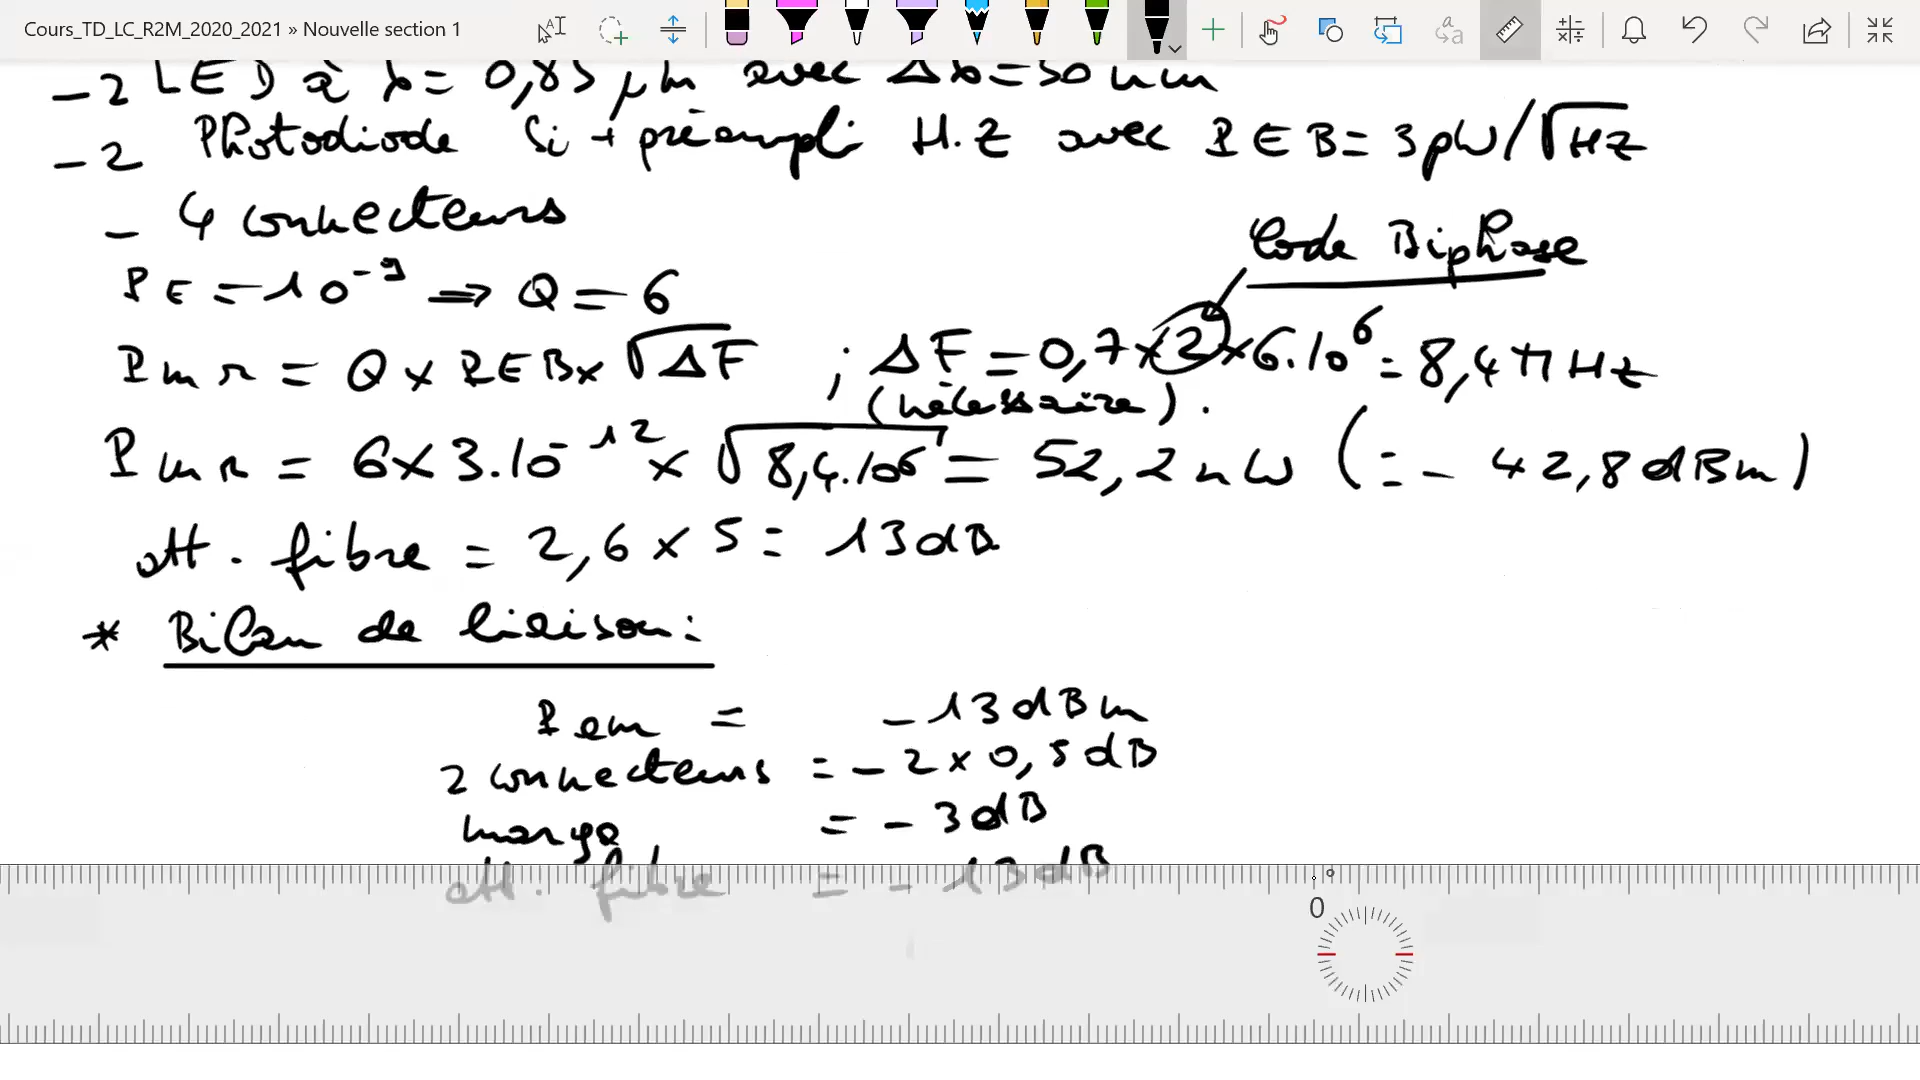 Cours_TD_LC_R2M_2020_2021 » Nouvelle section 1
- 2 LED à λ = 0,85 μm avec Δλ = 50 nm
- 2 Photodiode Si + préampli H.Z avec PEB = 3pW/√Hz
- 4 connecteurs
Code Biphase
PE = 10⁻⁹ ⇒ Q = 6
Pmr = Q × PEB × √ΔF ; ΔF = 0,7 × 2 × 6.10⁶ = 8,4 MHz
(nécessaire).
Pmr = 6 × 3.10⁻¹² × √8,4.10⁶ = 52,2 nW (= - 42,8 dBm)
att. fibre = 2,6 × 5 = 13 dB
* Bilan de liaison :
Pem = - 13 dBm
2 connecteurs = - 2 × 0,5 dB
marge = - 3 dB
att. fibre = - 13 dB
0